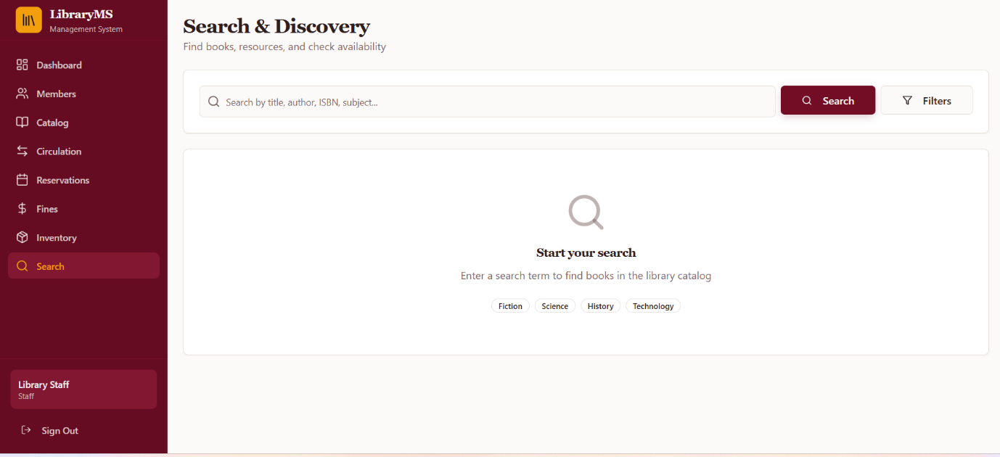 LibraryMS
Management System
Dashboard
Members
Catalog
Circulation
Reservations
Fines
Inventory
Search
Library Staff
Staff
Sign Out
Search & Discovery
Find books, resources, and check availability
Search by title, author, ISBN, subject...
Search
Filters
Start your search
Enter a search term to find books in the library catalog
Fiction Science History Technology